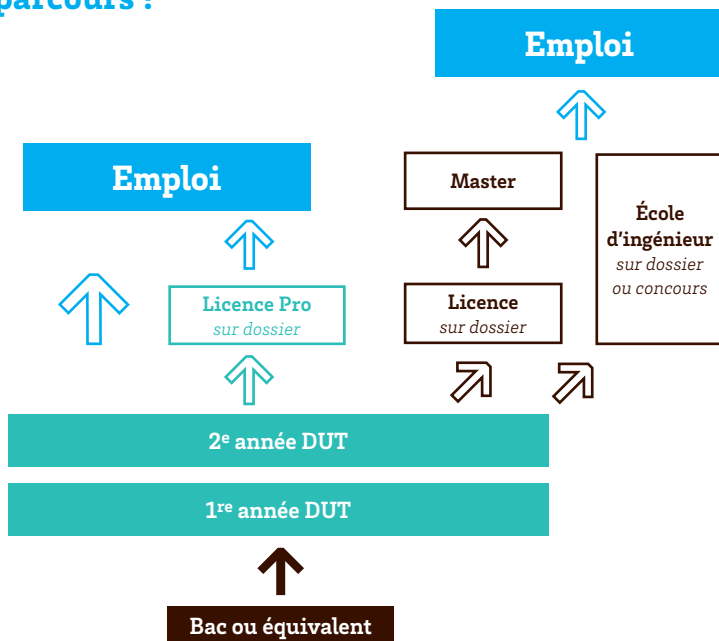 parcours :
Emploi
Emploi
Master
École
d'ingénieur
sur dossier
ou concours
Licence Pro
sur dossier
Licence
sur dossier
2e année DUT
1re année DUT
Bac ou équivalent